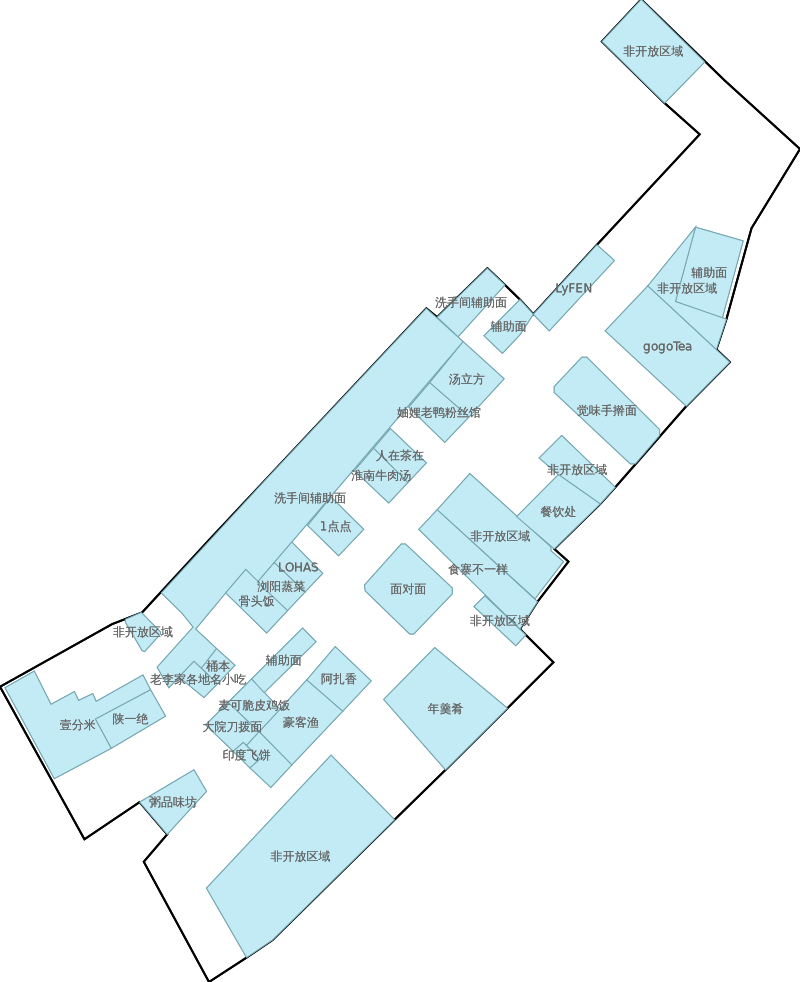 非开放区域
辅助面
非开放区域
LyFEN
洗手间辅助面
辅助面
gogoTea
汤立方
妯娌老鸭粉丝馆
觉味手擀面
人在茶在
淮南牛肉汤
非开放区域
洗手间辅助面
餐饮处
1点点
非开放区域
LOHAS
食寨不一样
浏阳蒸菜
面对面
骨头饭
非开放区域
非开放区域
辅助面
桶本
老李家各地名小吃
阿扎香
麦可脆皮鸡饭
年羹肴
陕一绝
壹分米
豪客渔
大院刀拨面
印度飞饼
粥品味坊
非开放区域